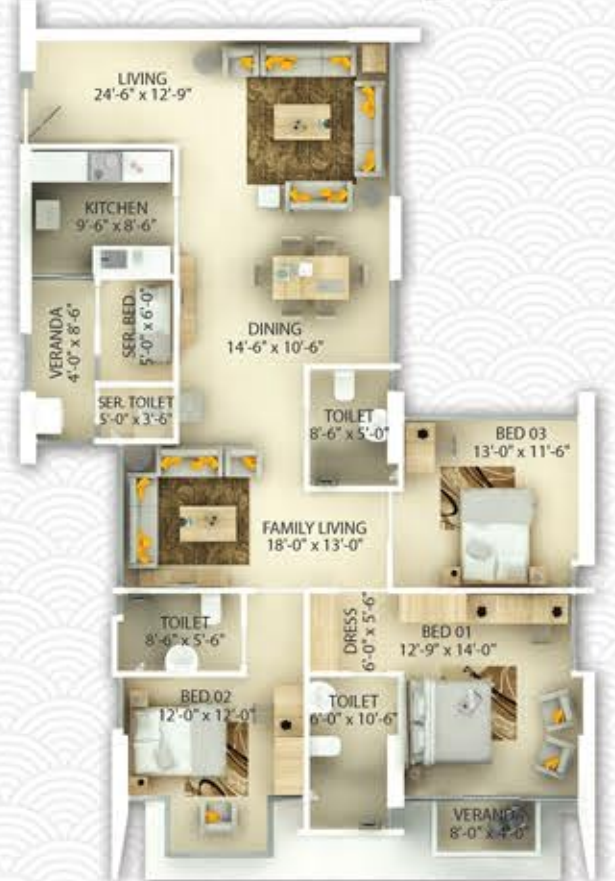 LIVING
24'-6" x 12'-9"
KITCHEN
9'-6" x 8'-6"
VERANDA
4'-0" x 8'-6"
SER. BED
5'-0" x 6'-0"
DINING
14'-6" x 10'-6"
SER. TOILET
5'-0" x 3'-6"
TOILET
8'-6" x 5'-0"
BED 03
13'-0" x 11'-6"
FAMILY LIVING
18'-0" x 13'-0"
TOILET
8'-6" x 5'-6"
DRESS
6'-0" x 5'-6"
BED 01
12'-9" x 14'-0"
BED 02
12'-0" x 12'-0"
TOILET
6'-0" x 10'-6"
VERANDA
8'-0" x 4'-0"